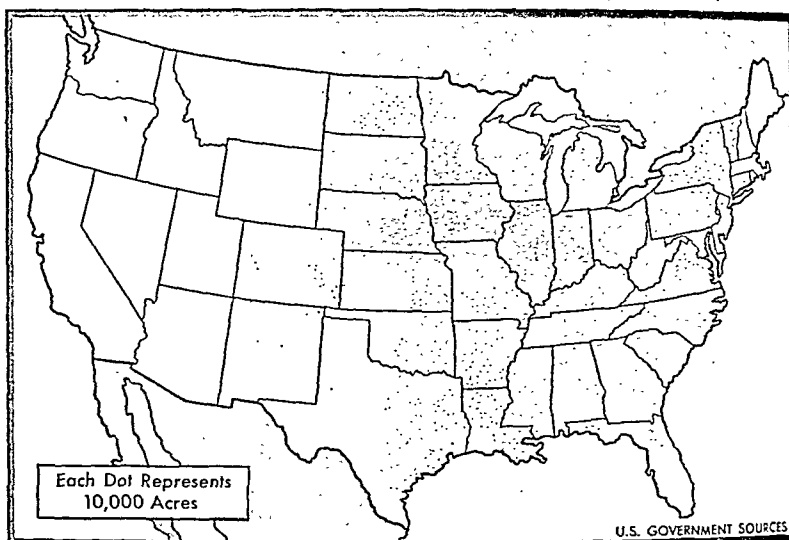 Each Dot Represents
10,000 Acres
U.S. GOVERNMENT SOURCES